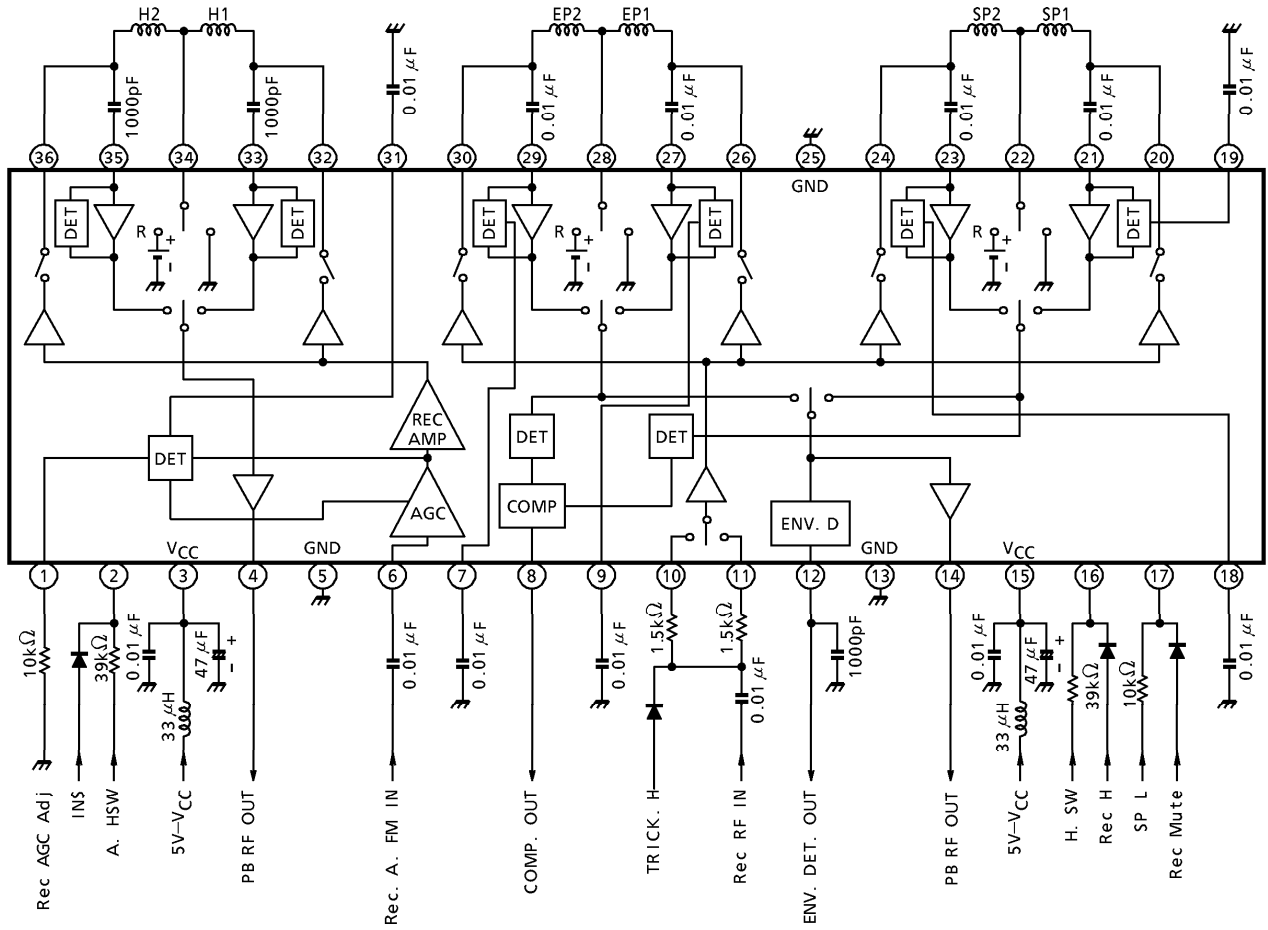 H2 H1 EP2 EP1 SP2 SP1
1000pF 1000pF 0.01 μF 0.01 μF 0.01 μF 0.01 μF 0.01 μF 0.01 μF
36 35 34 33 32 31 30 29 28 27 26 25 24 23 22 21 20 19
GND
DET DET DET DET DET DET
R + R + R +
- - -
REC
AMP
DET DET DET
AGC COMP ENV. D
VCC GND GND VCC
1 2 3 4 5 6 7 8 9 10 11 12 13 14 15 16 17 18
10kΩ 39kΩ 0.01 μF 47 μF + - 0.01 μF 0.01 μF 0.01 μF 1.5kΩ 1.5kΩ 1000pF 0.01 μF 47 μF + - 39kΩ 10kΩ 0.01 μF
33 μH 0.01 μF 33 μH
Rec AGC Adj
INS
A. HSW
5V–VCC
PB RF OUT
Rec. A. FM IN
COMP. OUT
TRICK. H
Rec RF IN
ENV. DET. OUT
PB RF OUT
5V–VCC
H. SW
Rec H
SP L
Rec Mute